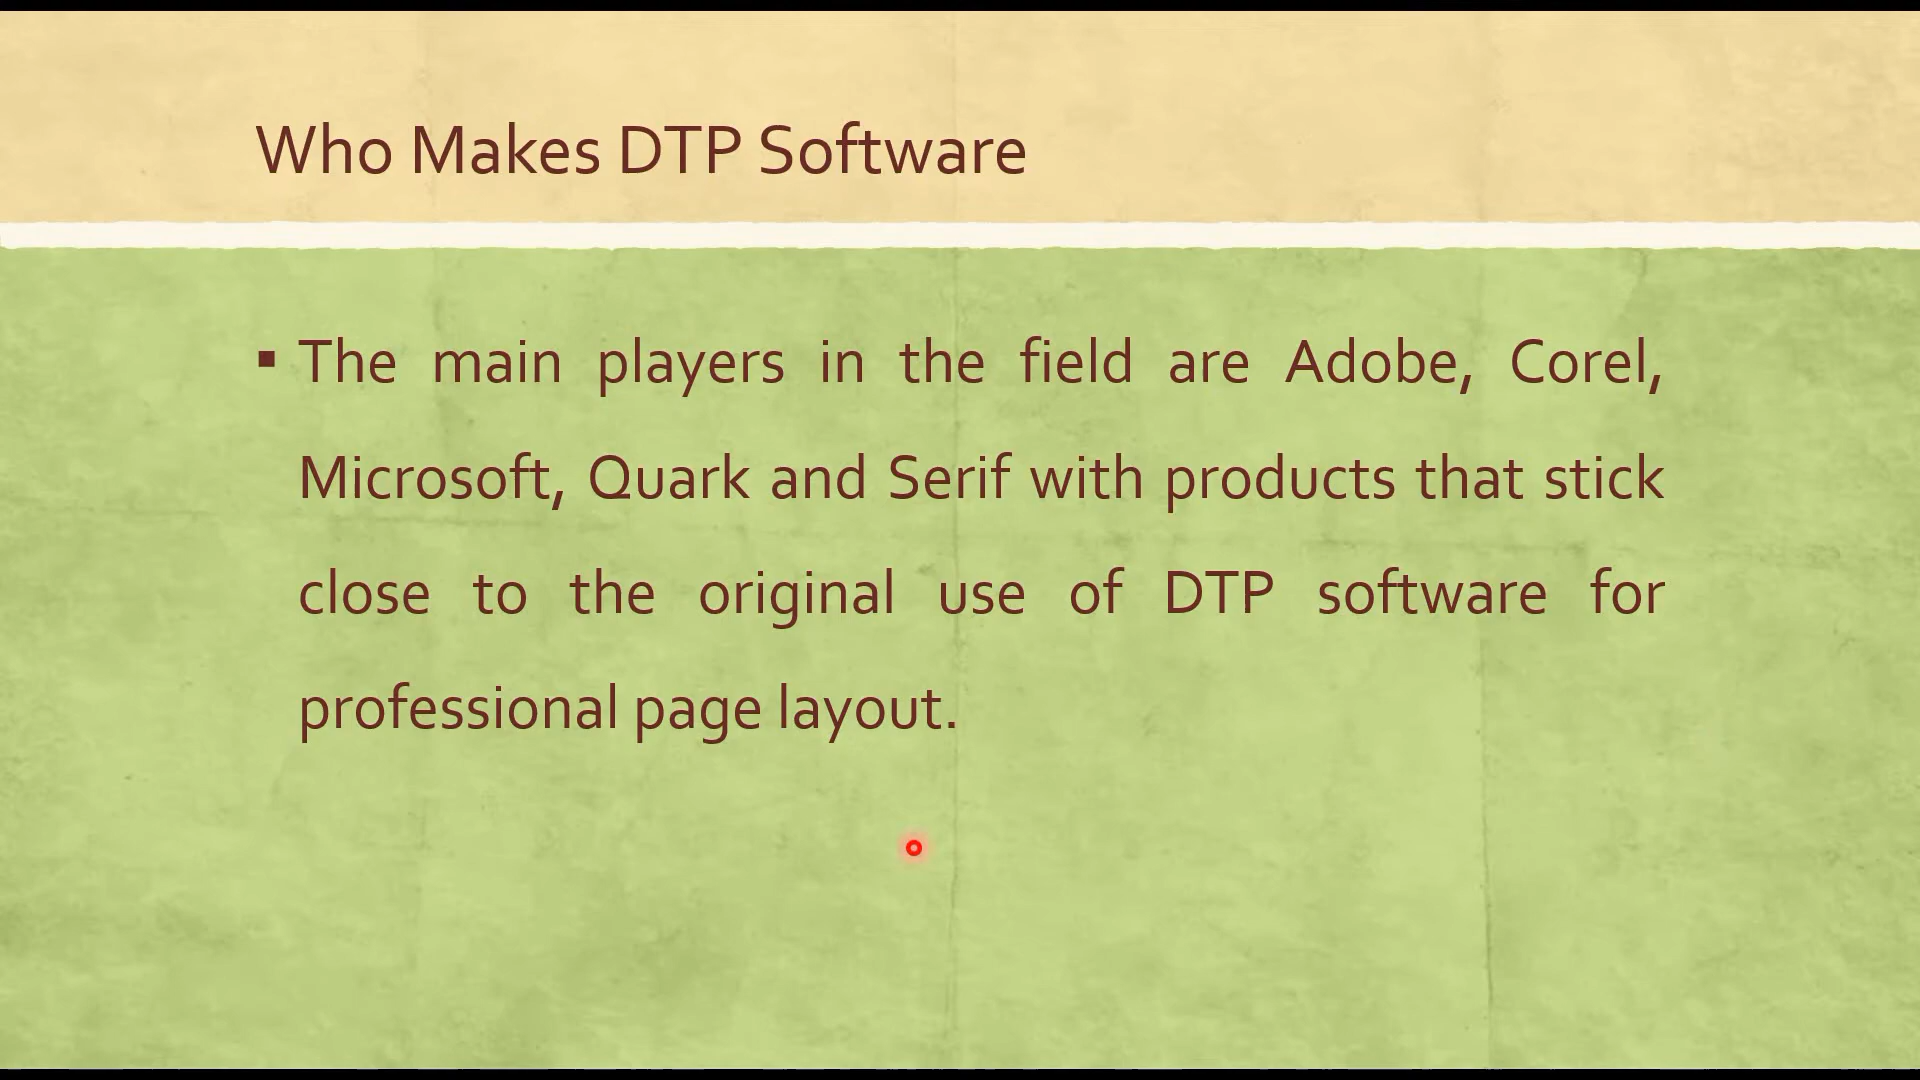 Who Makes DTP Software
▪ The main players in the field are Adobe, Corel,
Microsoft, Quark and Serif with products that stick
close to the original use of DTP software for
professional page layout.